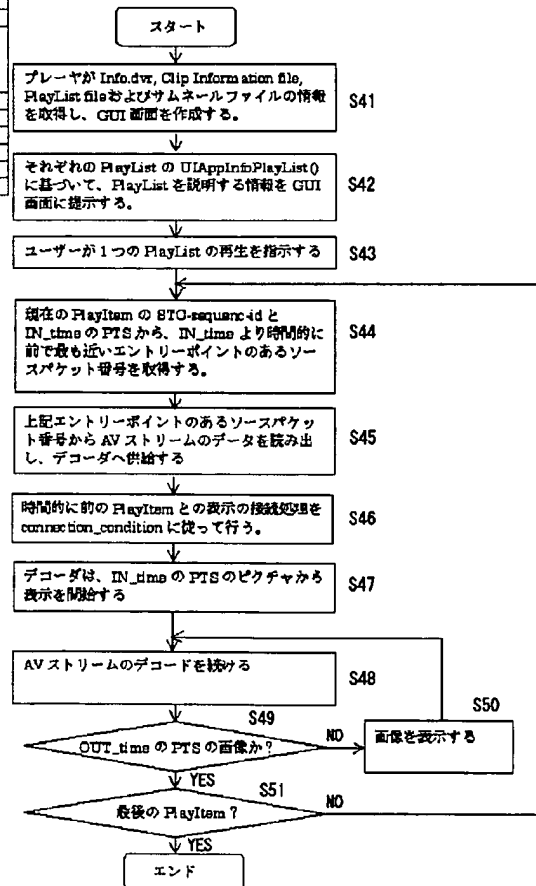 スタート
プレーヤが Info.dvr, Clip Information file,
PlayList fileおよびサムネールファイルの情報
を取得し、GUI 画面を作成する。
S41
それぞれの PlayList の UIAppInfoPlayList()
に基づいて、PlayList を説明する情報を GUI
画面に提示する。
S42
ユーザーが1つの PlayList の再生を指示する
S43
現在の PlayItem の STC-sequenc-id と
IN_time の PTS から、IN_time より時間的に
前で最も近いエントリーポイントのあるソー
スパケット番号を取得する。
S44
上記エントリーポイントのあるソースパケッ
ト番号から AV ストリームのデータを読み出
し、デコーダへ供給する
S45
時間的に前の PlayItem との表示の接続処理を
connection_condition に従って行う。
S46
デコーダは、IN_time の PTS のピクチャから
表示を開始する
S47
AV ストリームのデコードを続ける
S48
S49
OUT_time の PTS の画像か?
NO
S50
画像を表示する
YES
S51
最後の PlayItem?
NO
YES
エンド